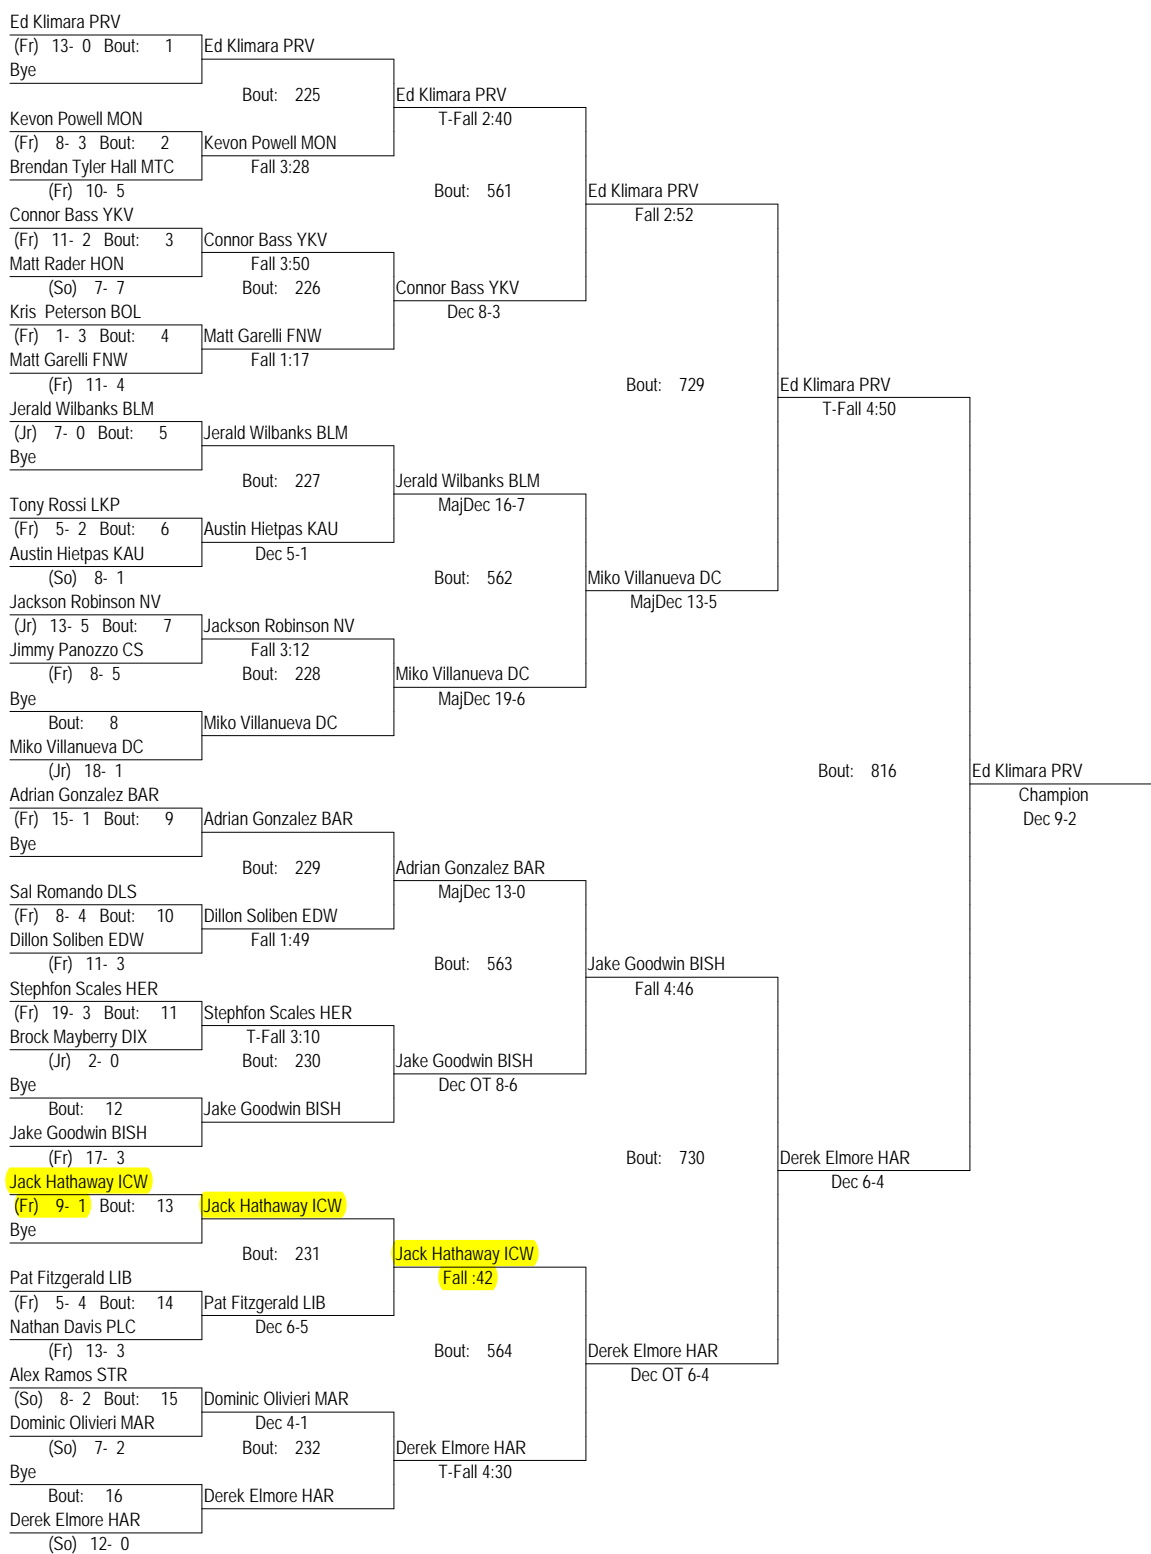 Ed Klimara PRV
(Fr) 13- 0 Bout: 1 Ed Klimara PRV
Bye
Bout: 225 Ed Klimara PRV
Kevon Powell MON T-Fall 2:40
(Fr) 8- 3 Bout: 2 Kevon Powell MON
Brendan Tyler Hall MTC Fall 3:28
(Fr) 10- 5 Bout: 561 Ed Klimara PRV
Connor Bass YKV Fall 2:52
(Fr) 11- 2 Bout: 3 Connor Bass YKV
Matt Rader HON Fall 3:50
(So) 7- 7 Bout: 226 Connor Bass YKV
Kris Peterson BOL Dec 8-3
(Fr) 1- 3 Bout: 4 Matt Garelli FNW
Matt Garelli FNW Fall 1:17
(Fr) 11- 4 Bout: 729 Ed Klimara PRV
Jerald Wilbanks BLM T-Fall 4:50
(Jr) 7- 0 Bout: 5 Jerald Wilbanks BLM
Bye
Bout: 227 Jerald Wilbanks BLM
Tony Rossi LKP MajDec 16-7
(Fr) 5- 2 Bout: 6 Austin Hietpas KAU
Austin Hietpas KAU Dec 5-1
(So) 8- 1 Bout: 562 Miko Villanueva DC
Jackson Robinson NV MajDec 13-5
(Jr) 13- 5 Bout: 7 Jackson Robinson NV
Jimmy Panozzo CS Fall 3:12
(Fr) 8- 5 Bout: 228 Miko Villanueva DC
Bye MajDec 19-6
Bout: 8 Miko Villanueva DC
Miko Villanueva DC
(Jr) 18- 1 Bout: 816 Ed Klimara PRV
Adrian Gonzalez BAR Champion
(Fr) 15- 1 Bout: 9 Adrian Gonzalez BAR Dec 9-2
Bye
Bout: 229 Adrian Gonzalez BAR
Sal Romando DLS MajDec 13-0
(Fr) 8- 4 Bout: 10 Dillon Soliben EDW
Dillon Soliben EDW Fall 1:49
(Fr) 11- 3 Bout: 563 Jake Goodwin BISH
Stephfon Scales HER Fall 4:46
(Fr) 19- 3 Bout: 11 Stephfon Scales HER
Brock Mayberry DIX T-Fall 3:10
(Jr) 2- 0 Bout: 230 Jake Goodwin BISH
Bye Dec OT 8-6
Bout: 12 Jake Goodwin BISH
Jake Goodwin BISH
(Fr) 17- 3 Bout: 730 Derek Elmore HAR
Jack Hathaway ICW Dec 6-4
(Fr) 9- 1 Bout: 13 Jack Hathaway ICW
Bye
Bout: 231 Jack Hathaway ICW
Pat Fitzgerald LIB Fall :42
(Fr) 5- 4 Bout: 14 Pat Fitzgerald LIB
Nathan Davis PLC Dec 6-5
(Fr) 13- 3 Bout: 564 Derek Elmore HAR
Alex Ramos STR Dec OT 6-4
(So) 8- 2 Bout: 15 Dominic Olivieri MAR
Dominic Olivieri MAR Dec 4-1
(So) 7- 2 Bout: 232 Derek Elmore HAR
Bye T-Fall 4:30
Bout: 16 Derek Elmore HAR
Derek Elmore HAR
(So) 12- 0